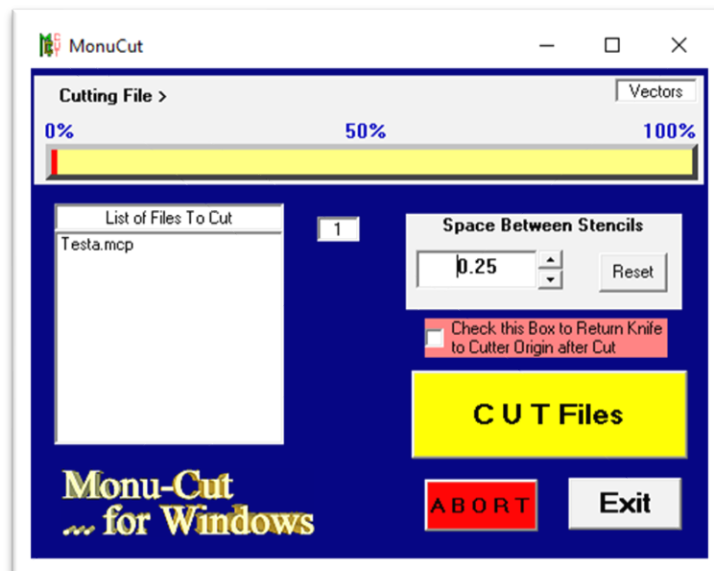 MonuCut
Cutting File >
Vectors
0%
50%
100%
List of Files To Cut
1
Testa.mcp
Space Between Stencils
0.25
Reset
Check this Box to Return Knife
to Cutter Origin after Cut
C U T Files
Monu-Cut
... for Windows
A B O R T
Exit